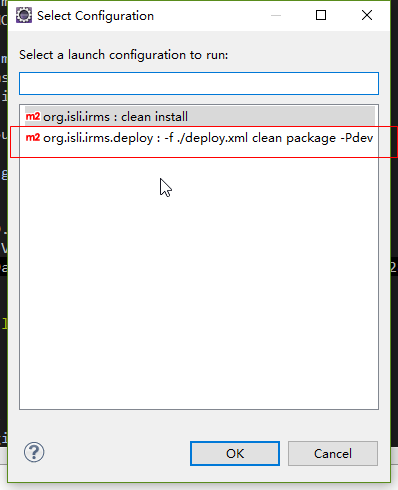 Select Configuration
Select a launch configuration to run:
m2 org.isli.irms : clean install
m2 org.isli.irms.deploy : -f ./deploy.xml clean package -Pdev
?
OK
Cancel